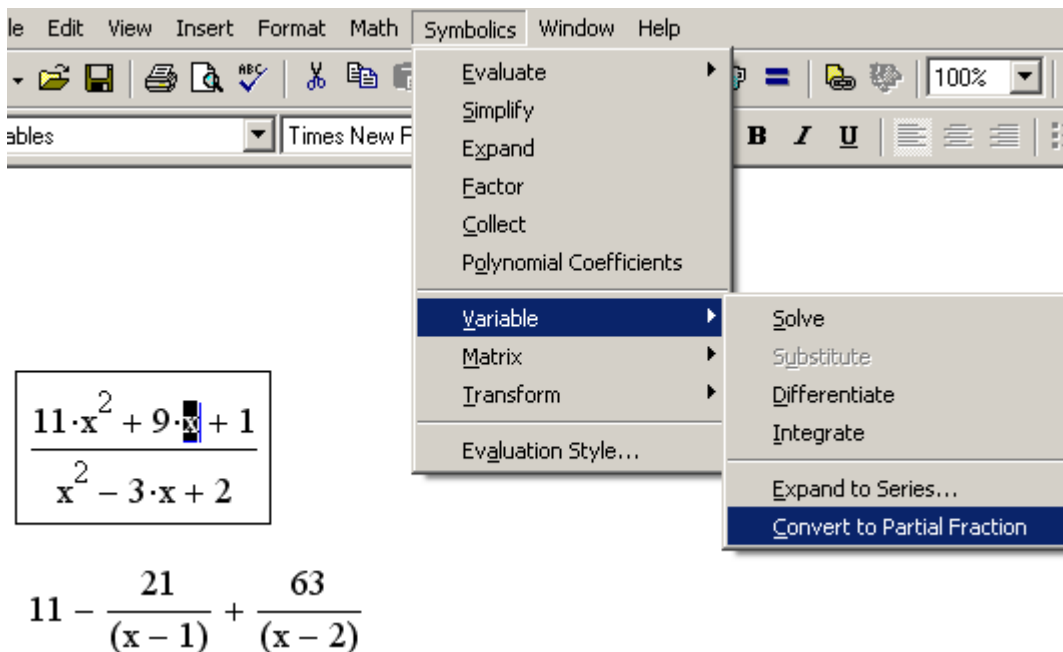 le Edit View Insert Format Math Symbolics Window Help
ABC 100%
ables Times New F B I U
Evaluate
Simplify
Expand
Factor
Collect
Polynomial Coefficients
Variable
Matrix
Transform
Evaluation Style...
Solve
Substitute
Differentiate
Integrate
Expand to Series...
Convert to Partial Fraction
11·x² + 9·x + 1
x² − 3·x + 2
11 − 21/(x − 1) + 63/(x − 2)